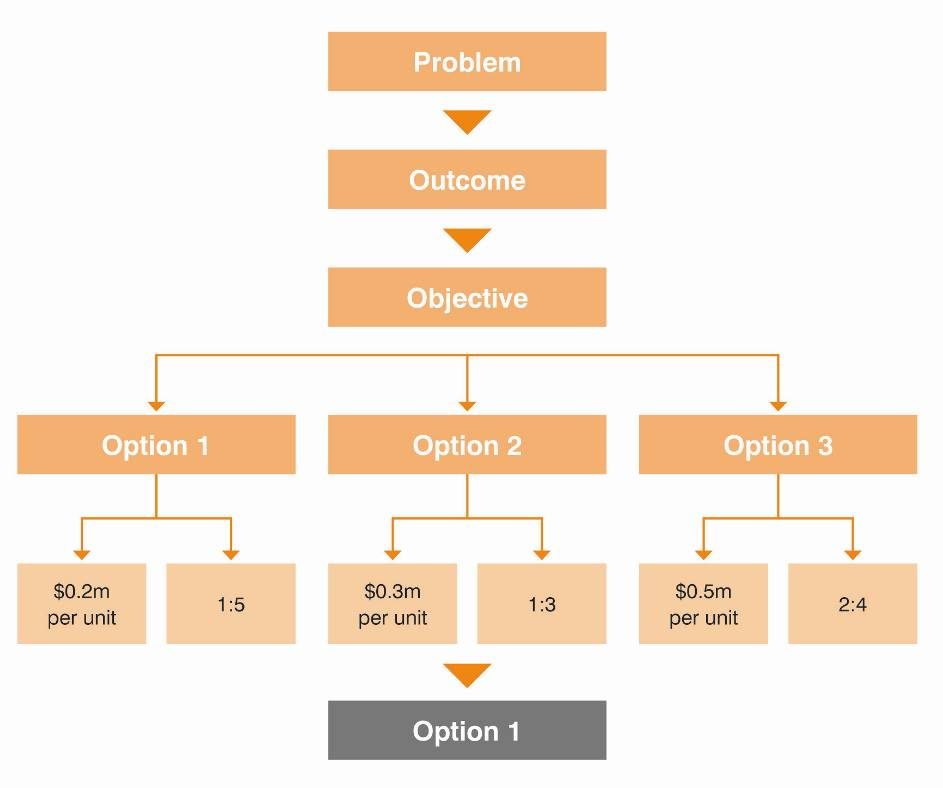 Problem
Outcome
Objective
Option 1
Option 2
Option 3
$0.2m
per unit
1:5
$0.3m
per unit
1:3
$0.5m
per unit
2:4
Option 1